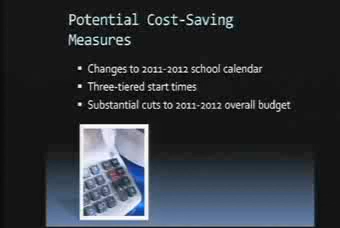 Potential Cost-Saving
Measures
Changes to 2011-2012 school calendar
Three-tiered start times
Substantial cuts to 2011-2012 overall budget